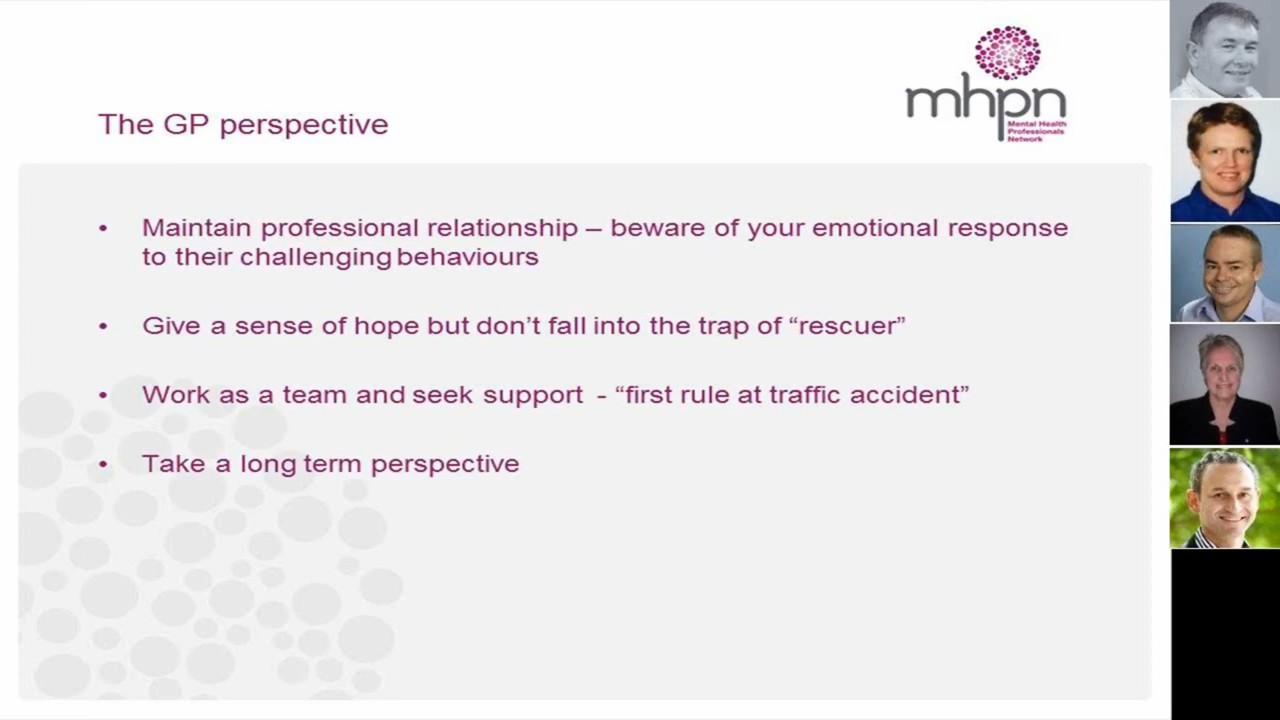 mhpn
Mental Health
Professionals
Network
The GP perspective
• Maintain professional relationship – beware of your emotional response
to their challenging behaviours
• Give a sense of hope but don’t fall into the trap of “rescuer”
• Work as a team and seek support - “first rule at traffic accident”
• Take a long term perspective